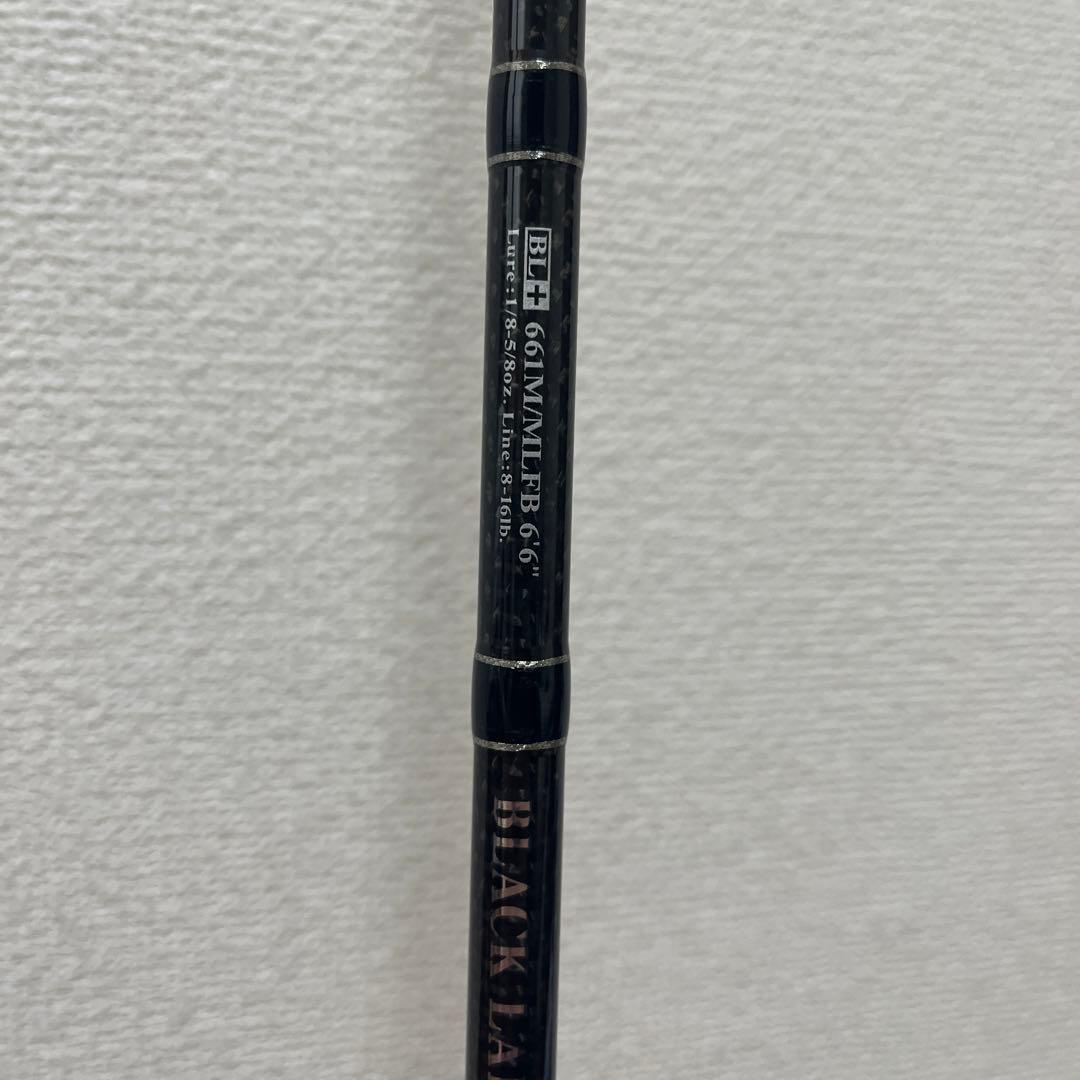 BL+ 661M/MLFB 6'6"
Lure:1/8-5/8oz. Line:8-16lb.
BLACK LA